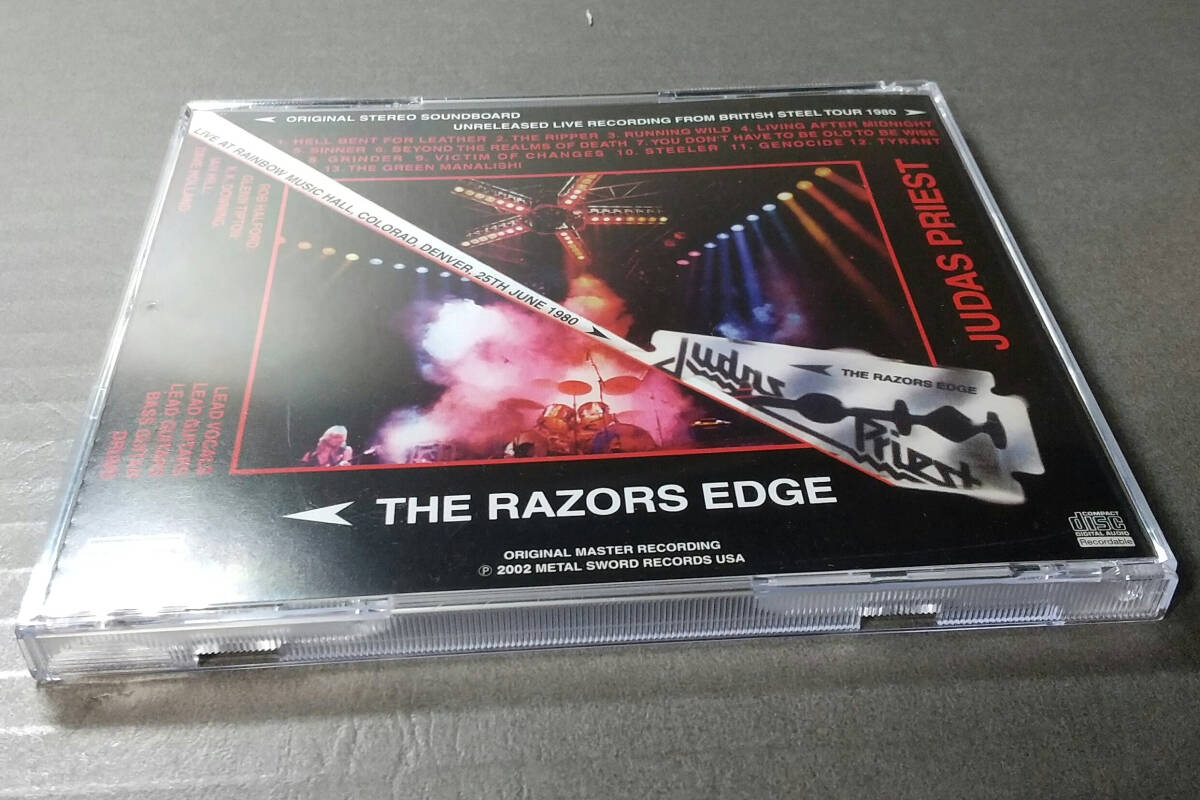 ORIGINAL STEREO SOUNDBOARD
UNRELEASED LIVE RECORDING FROM BRITISH STEEL TOUR 1980
1. HELL BENT FOR LEATHER 2. THE RIPPER 3. RUNNING WILD 4. LIVING AFTER MIDNIGHT
5. SINNER 6. BEYOND THE REALMS OF DEATH 7. YOU DON'T HAVE TO BE OLD TO BE WISE
8. GRINDER 9. VICTIM OF CHANGES 10. STEELER 11. GENOCIDE 12. TYRANT
13. THE GREEN MANALISHI
LIVE AT RAINBOW MUSIC HALL, COLORAD, DENVER, 25TH JUNE 1980
ROB HALFORD
GLENN TIPTON
K.K. DOWNING
IAN HILL
DAVE HOLLAND
LEAD VOCALS
LEAD GUITARS
LEAD GUITARS
BASS GUITAR
DRUMS
JUDAS PRIEST
Judas
Priest
THE RAZORS EDGE
THE RAZORS EDGE
ORIGINAL MASTER RECORDING
℗ 2002 METAL SWORD RECORDS USA
COMPACT
disc
DIGITAL AUDIO
Recordable